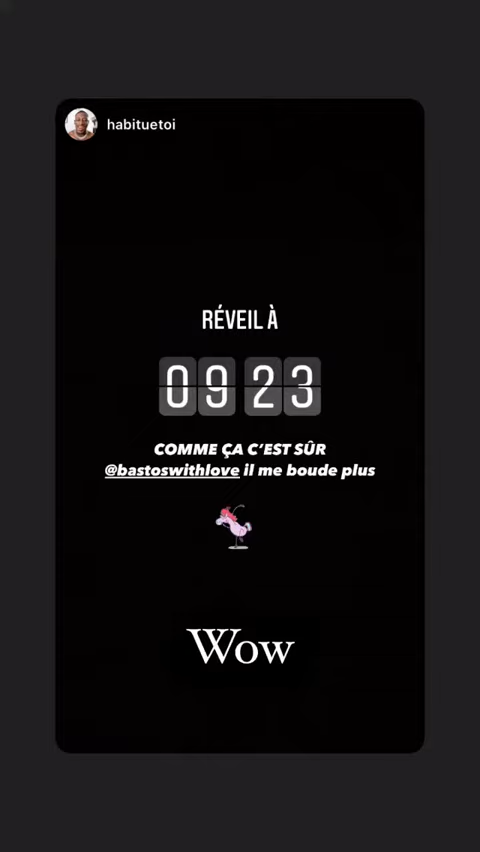 habituetoi
RÉVEIL À
09 23
COMME ÇA C'EST SÛR
@bastoswithlove il me boude plus
Wow